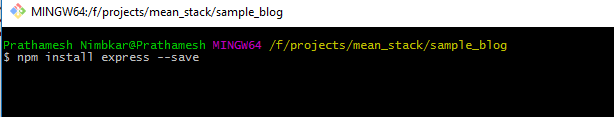 MINGW64:/f/projects/mean_stack/sample_blog
Prathamesh Nimbkar@Prathamesh MINGW64 /f/projects/mean_stack/sample_blog
$ npm install express --save